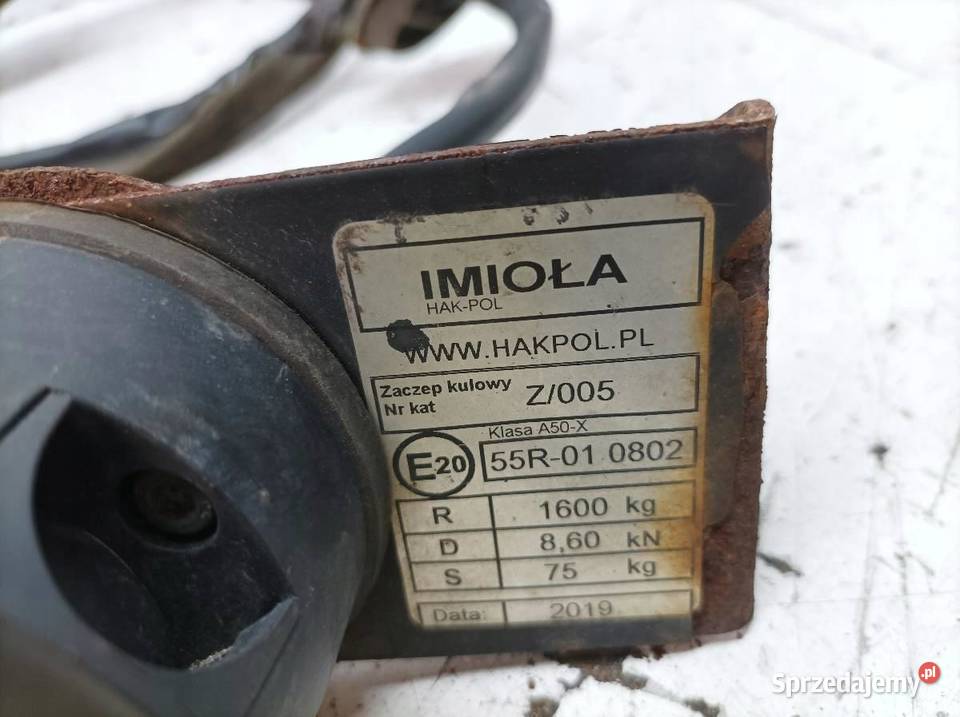 IMIOŁA
HAK-POL
WWW.HAKPOL.PL
Zaczep kulowy
Nr kat
Z/005
Klasa A50-X
E20
55R-01 0802
R 1600 kg
D 8,60 kN
S 75 kg
Data: 2019
Sprzedajemy.pl